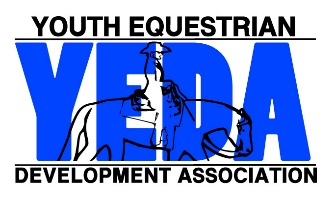 YOUTH EQUESTRIAN
YEDA
DEVELOPMENT ASSOCIATION